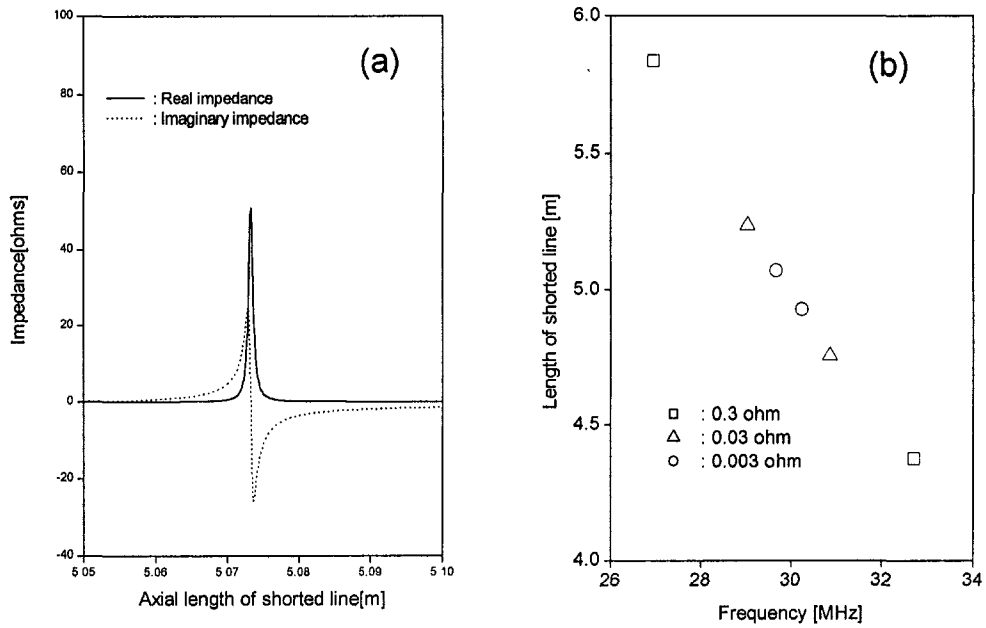 (a)
100
80
60
40
20
0
-20
-40
Impedance[ohms]
: Real impedance
: Imaginary impedance
5 05 5 06 5 07 5 08 5 09 5 10
Axial length of shorted line[m]
(b)
6.0
5.5
5.0
4.5
4.0
Length of shorted line [m]
: 0.3 ohm
: 0.03 ohm
: 0.003 ohm
26 28 30 32 34
Frequency [MHz]